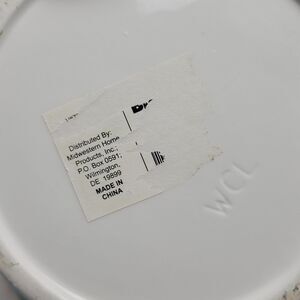 Distributed By:
Midwestern Home
Products, Inc.,
P.O. Box 0591,
Wilmington,
DE 19899
MADE IN
CHINA
WCL